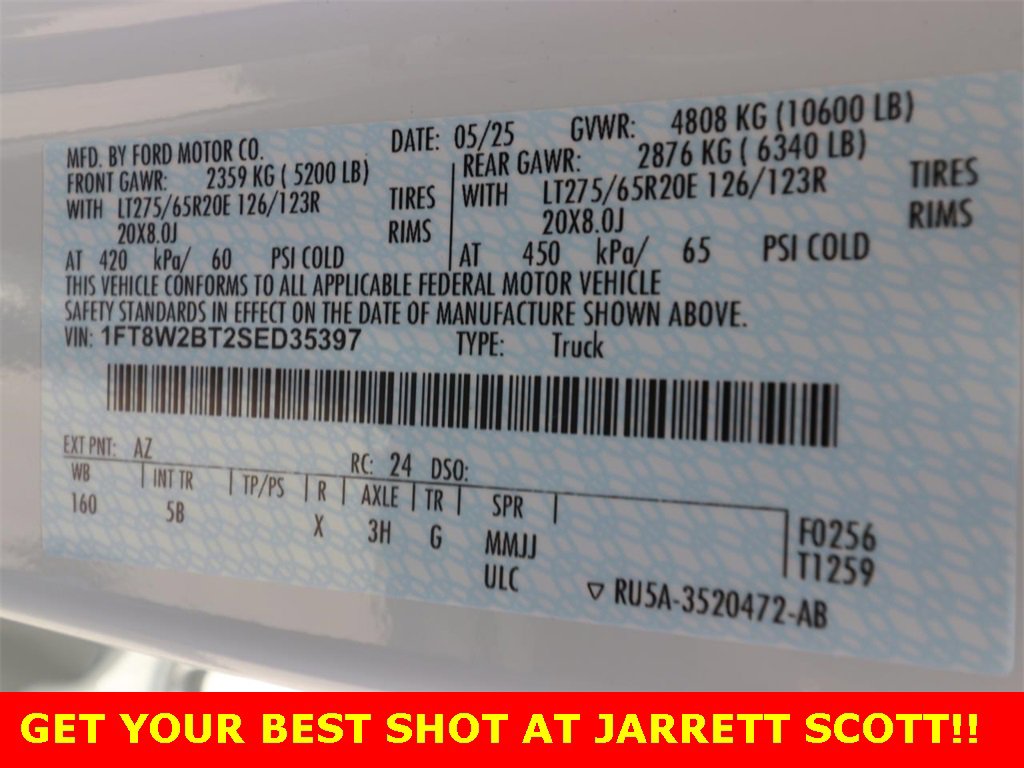 MFD. BY FORD MOTOR CO. DATE: 05/25 GVWR: 4808 KG (10600 LB)
FRONT GAWR: 2359 KG ( 5200 LB) REAR GAWR: 2876 KG ( 6340 LB)
WITH LT275/65R20E 126/123R TIRES WITH LT275/65R20E 126/123R TIRES
20X8.0J RIMS 20X8.0J RIMS
AT 420 kPa/ 60 PSI COLD AT 450 kPa/ 65 PSI COLD
THIS VEHICLE CONFORMS TO ALL APPLICABLE FEDERAL MOTOR VEHICLE
SAFETY STANDARDS IN EFFECT ON THE DATE OF MANUFACTURE SHOWN ABOVE.
VIN: 1FT8W2BT2SED35397 TYPE: Truck
EXT PNT: AZ RC: 24 DSO:
WB INT TR TP/PS R AXLE TR SPR
160 5B X 3H G MMJJ F0256
ULC T1259
▽ RU5A-3520472-AB
GET YOUR BEST SHOT AT JARRETT SCOTT!!